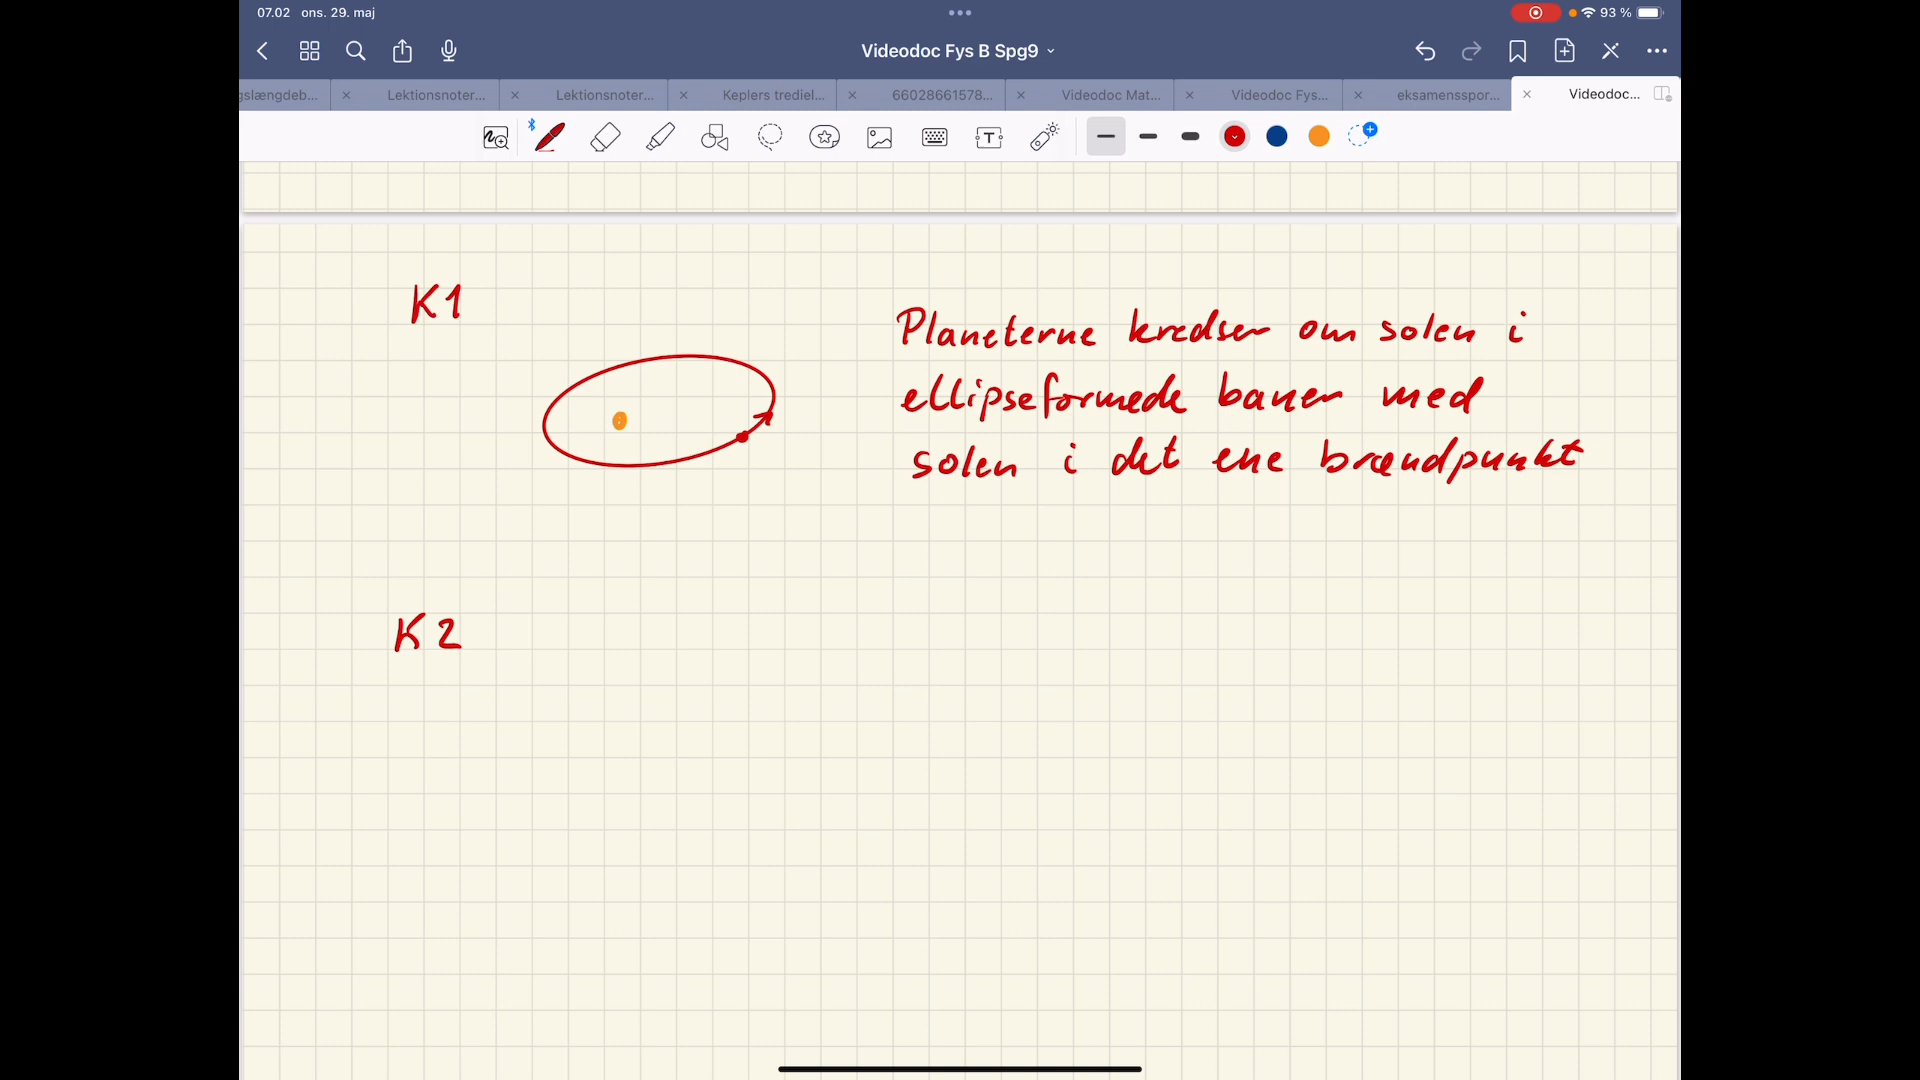 07.02 ons. 29. maj
93 %
Videodoc Fys B Spg9
gslængdeb...
Lektionsnoter...
Lektionsnoter...
Keplers trediel...
66028661578...
Videodoc Mat...
Videodoc Fys...
eksamensspor...
Videodoc...
K1
Planeterne kredser om solen i
ellipseformede baner med
solen i det ene brændpunkt
K2